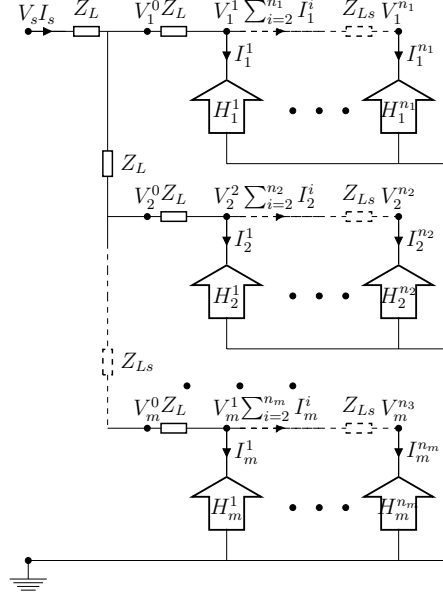 V_s I_s Z_L V_1^0 Z_L V_1^1 \sum_{i=2}^{n_1} I_1^i Z_{Ls} V_1^{n_1}
I_1^1 I_1^{n_1}
H_1^1 H_1^{n_1}
Z_L
V_2^0 Z_L V_2^2 \sum_{i=2}^{n_2} I_2^i Z_{Ls} V_2^{n_2}
I_2^1 I_2^{n_2}
H_2^1 H_2^{n_2}
Z_{Ls}
V_m^0 Z_L V_m^1 \sum_{i=2}^{n_m} I_m^i Z_{Ls} V_m^{n_3}
I_m^1 I_m^{n_m}
H_m^1 H_m^{n_m}